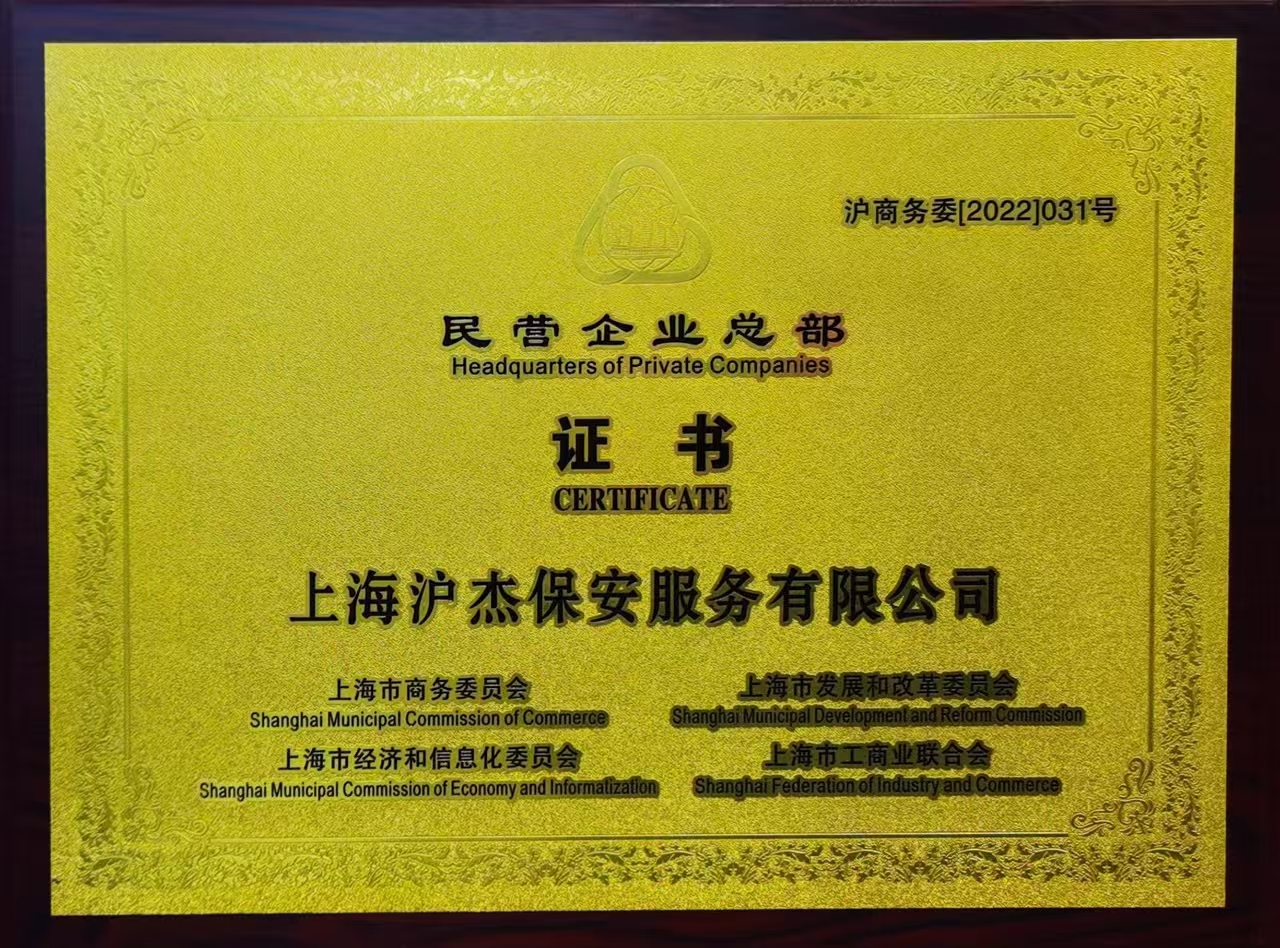 沪商务委[2022]031号
民营企业总部
Headquarters of Private Companies
证 书
CERTIFICATE
上海沪杰保安服务有限公司
上海市商务委员会
Shanghai Municipal Commission of Commerce
上海市发展和改革委员会
Shanghai Municipal Development and Reform Commission
上海市经济和信息化委员会
Shanghai Municipal Commission of Economy and Informatization
上海市工商业联合会
Shanghai Federation of Industry and Commerce